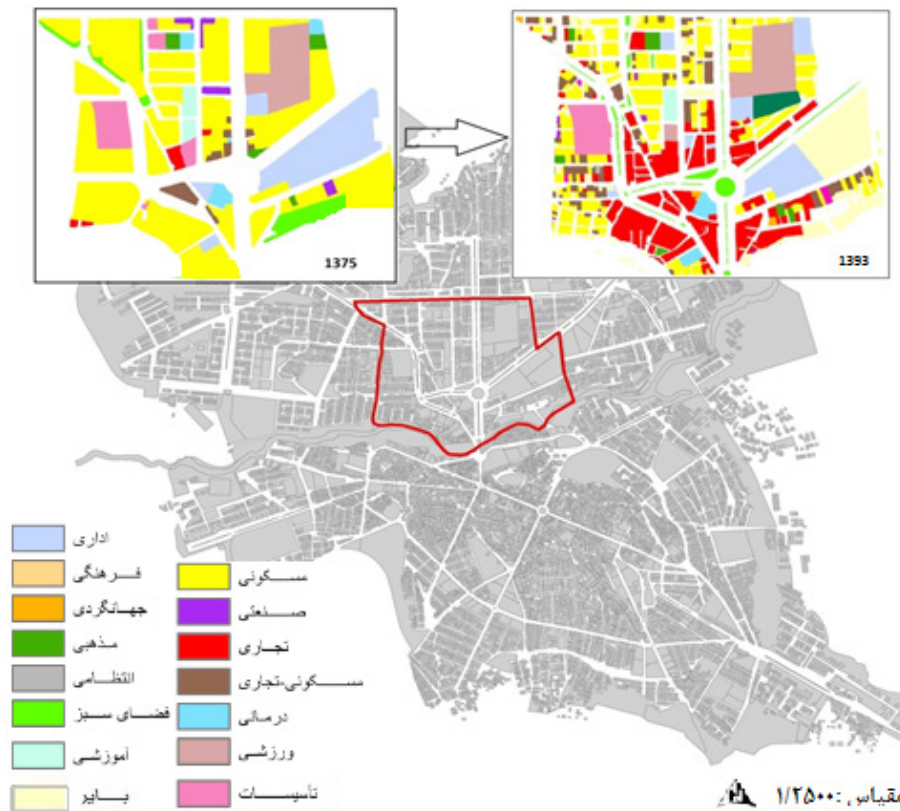 1375
1393
اداری
فرهنگی
جهانگردی
مذهبی
انتظامی
فضای سبز
آموزشی
بایر
مسکونی
صنعتی
تجاری
مسکونی-تجاری
درمانی
ورزشی
تأسیسات
مقیاس: ۱/۲۵۰۰